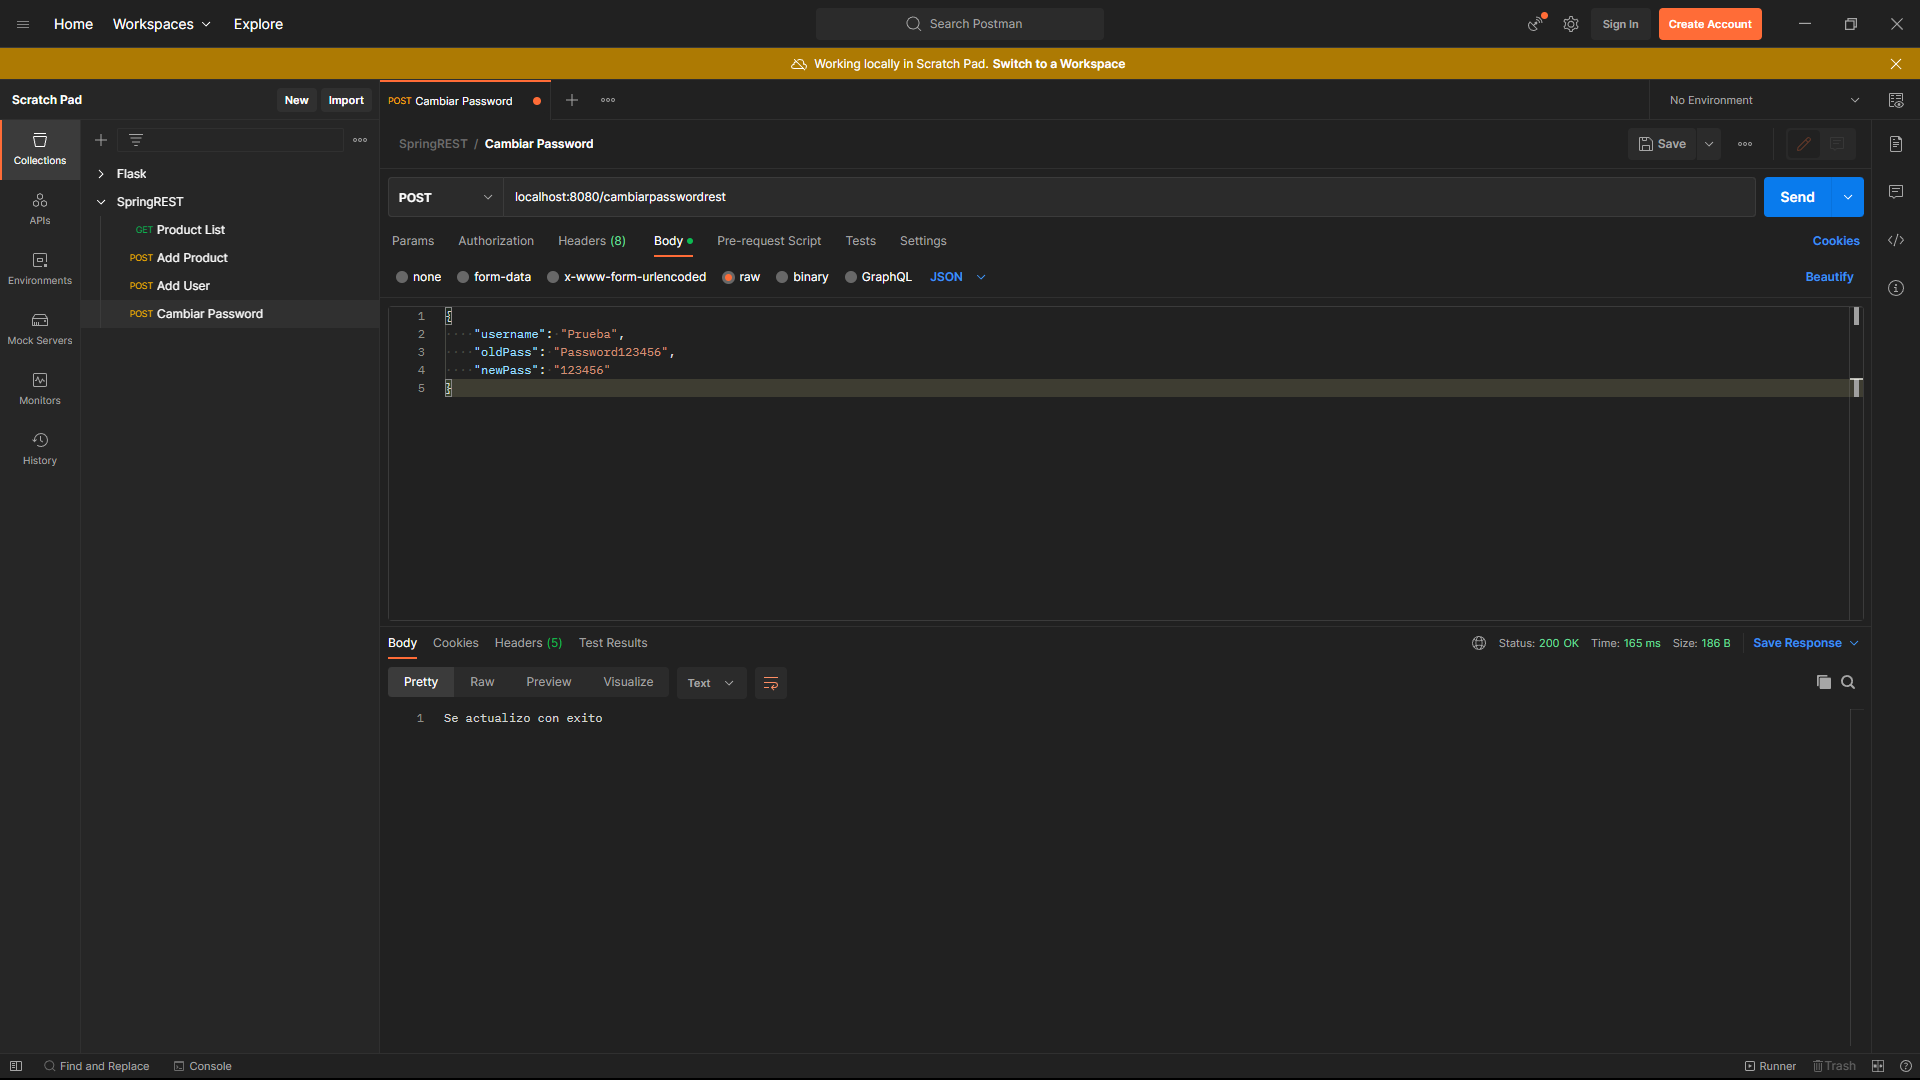 Home Workspaces Explore Search Postman Sign In Create Account
Working locally in Scratch Pad. Switch to a Workspace
Scratch Pad New Import POST Cambiar Password No Environment
Collections
APIs
Environments
Mock Servers
Monitors
History
Flask
SpringREST
GET Product List
POST Add Product
POST Add User
POST Cambiar Password
SpringREST / Cambiar Password Save
POST localhost:8080/cambiarpasswordrest Send
Params Authorization Headers (8) Body Pre-request Script Tests Settings Cookies
none form-data x-www-form-urlencoded raw binary GraphQL JSON Beautify
1 {
2 "username": "Prueba",
3 "oldPass": "Password123456",
4 "newPass": "123456"
5 }
Body Cookies Headers (5) Test Results Status: 200 OK Time: 165 ms Size: 186 B Save Response
Pretty Raw Preview Visualize Text
1 Se actualizo con exito
Find and Replace Console Runner Trash